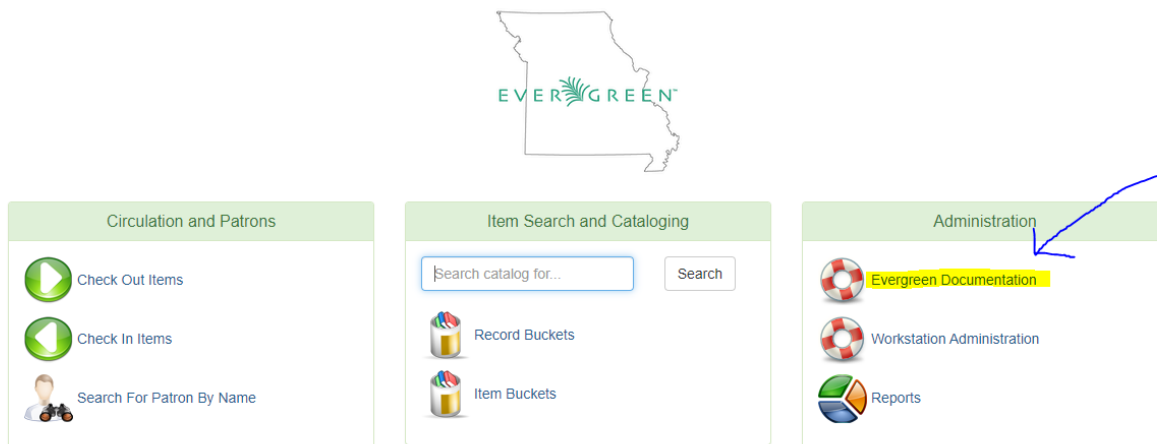 EVERGREEN™
Circulation and Patrons
Check Out Items
Check In Items
Search For Patron By Name
Item Search and Cataloging
Search catalog for...
Search
Record Buckets
Item Buckets
Administration
Evergreen Documentation
Workstation Administration
Reports